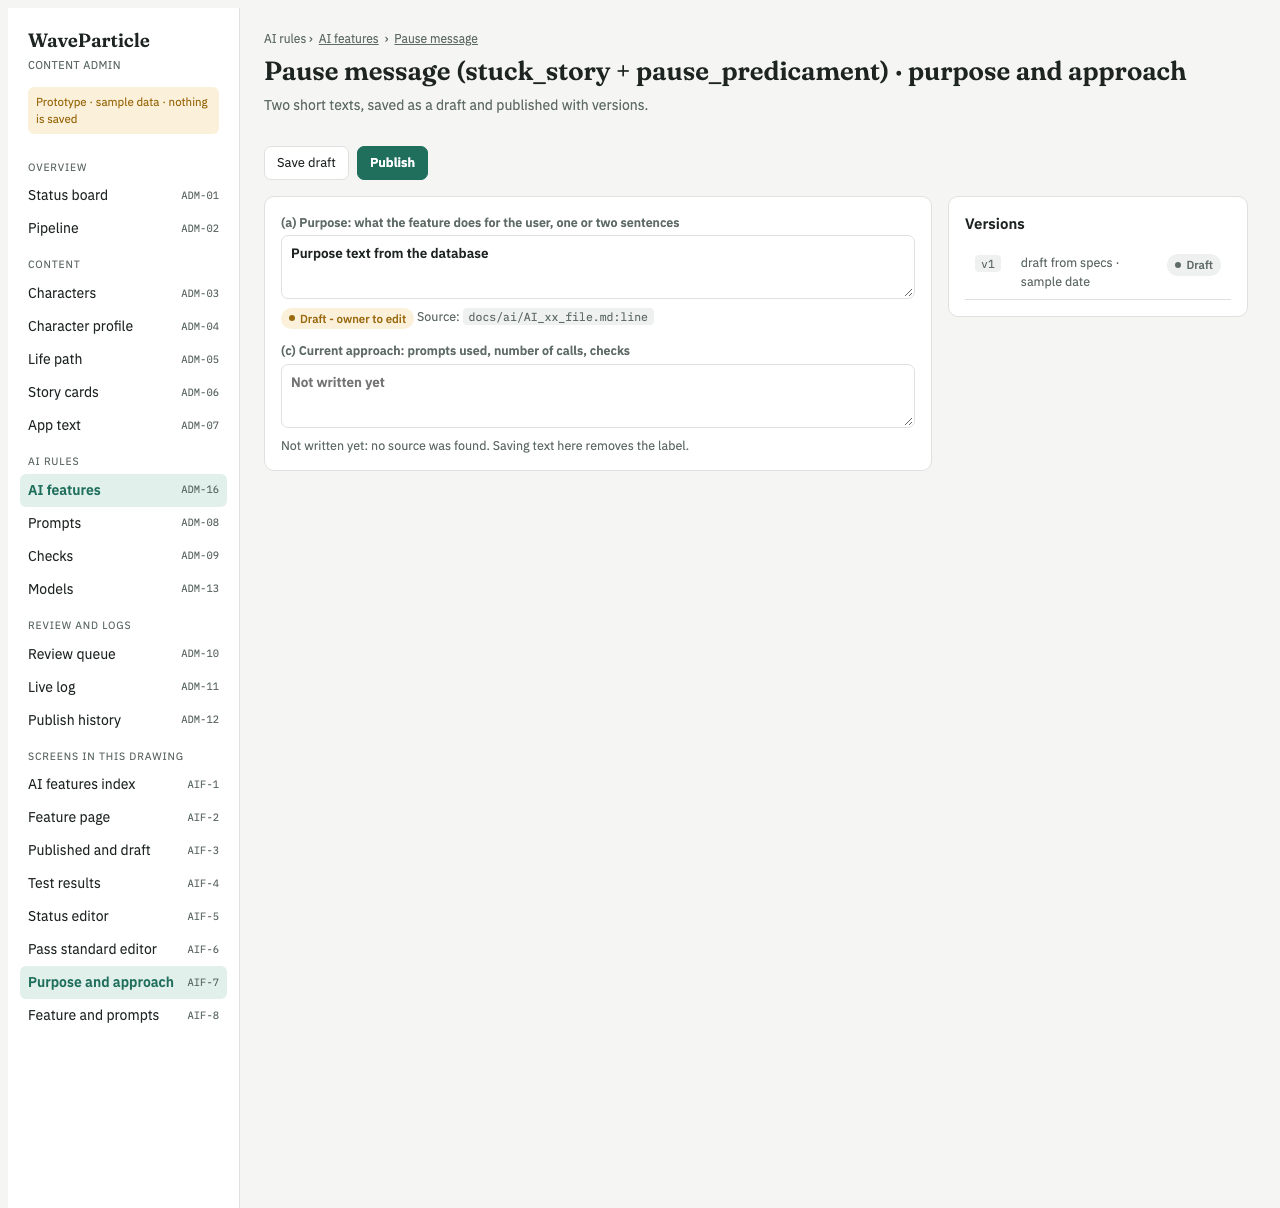 WaveParticle
CONTENT ADMIN
Prototype · sample data · nothing
is saved
OVERVIEW
Status board ADM-01
Pipeline ADM-02
CONTENT
Characters ADM-03
Character profile ADM-04
Life path ADM-05
Story cards ADM-06
App text ADM-07
AI RULES
AI features ADM-16
Prompts ADM-08
Checks ADM-09
Models ADM-13
REVIEW AND LOGS
Review queue ADM-10
Live log ADM-11
Publish history ADM-12
SCREENS IN THIS DRAWING
AI features index AIF-1
Feature page AIF-2
Published and draft AIF-3
Test results AIF-4
Status editor AIF-5
Pass standard editor AIF-6
Purpose and approach AIF-7
Feature and prompts AIF-8
AI rules › AI features › Pause message
Pause message (stuck_story + pause_predicament) · purpose and approach
Two short texts, saved as a draft and published with versions.
Save draft Publish
(a) Purpose: what the feature does for the user, one or two sentences
Purpose text from the database
Draft - owner to edit Source: docs/ai/AI_xx_file.md:line
(c) Current approach: prompts used, number of calls, checks
Not written yet
Not written yet: no source was found. Saving text here removes the label.
Versions
v1 draft from specs · Draft
sample date